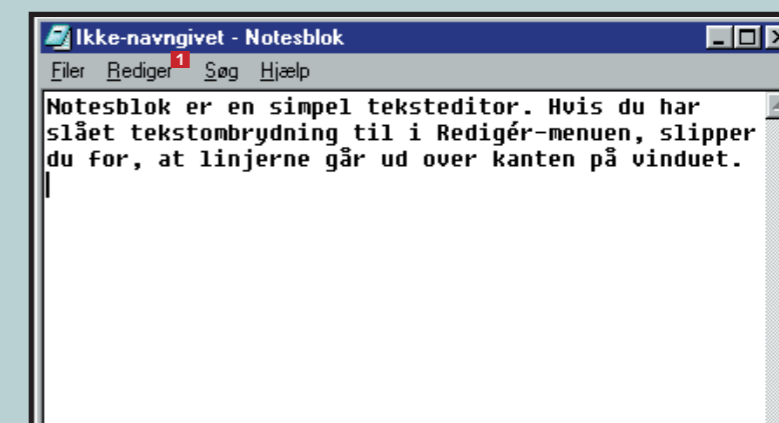 Ikke-navngivet - Notesblok
Filer Rediger 1 Søg Hjælp
Notesblok er en simpel teksteditor. Hvis du har
slået tekstombrydning til i Redigér-menuen, slipper
du for, at linjerne går ud over kanten på vinduet.